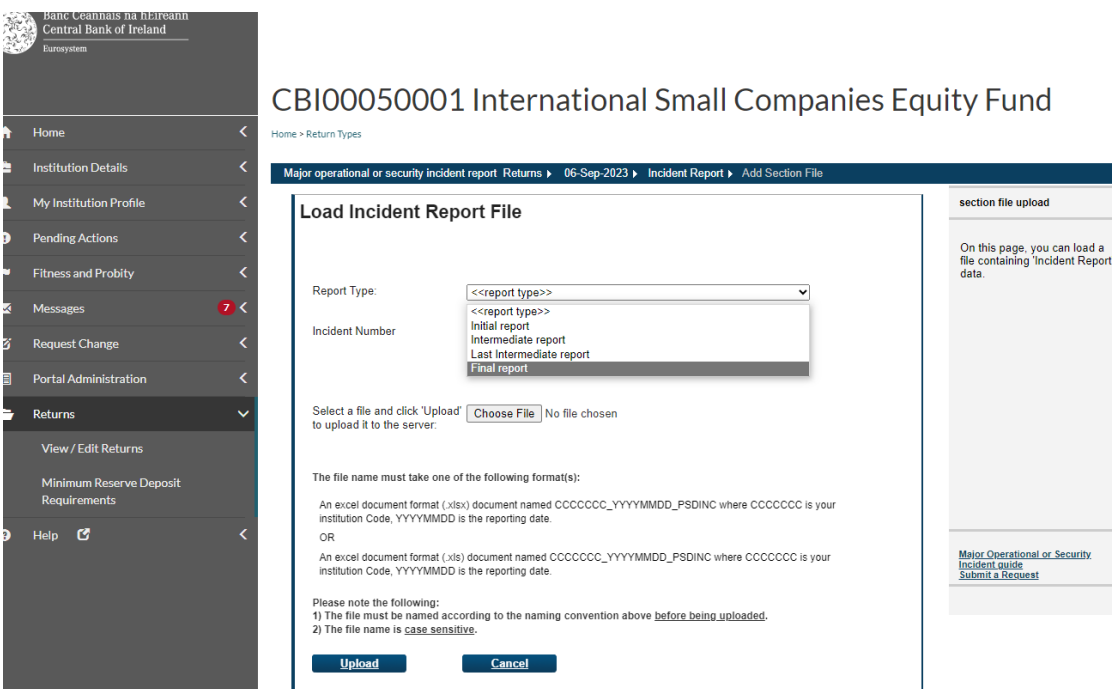 Banc Ceannais na hÉireann
Central Bank of Ireland
Eurosystem
CBI00050001 International Small Companies Equity Fund
Home > Return Types
Home
Institution Details
My Institution Profile
Pending Actions
Fitness and Probity
Messages 7
Request Change
Portal Administration
Returns
View / Edit Returns
Minimum Reserve Deposit
Requirements
Help
Major operational or security incident report Returns 06-Sep-2023 Incident Report Add Section File
Load Incident Report File
Report Type: <<report type>>
<<report type>>
Initial report
Incident Number
Intermediate report
Last Intermediate report
Final report
Select a file and click 'Upload'
to upload it to the server:
Choose File No file chosen
The file name must take one of the following format(s):
An excel document format (.xlsx) document named CCCCCCC_YYYYMMDD_PSDINC where CCCCCCC is your
institution Code, YYYYMMDD is the reporting date.
OR
An excel document format (.xls) document named CCCCCCC_YYYYMMDD_PSDINC where CCCCCCC is your
institution Code, YYYYMMDD is the reporting date.
Please note the following:
1) The file must be named according to the naming convention above before being uploaded.
2) The file name is case sensitive.
Upload Cancel
section file upload
On this page, you can load a
file containing 'Incident Report
data.
Major Operational or Security
Incident guide
Submit a Request